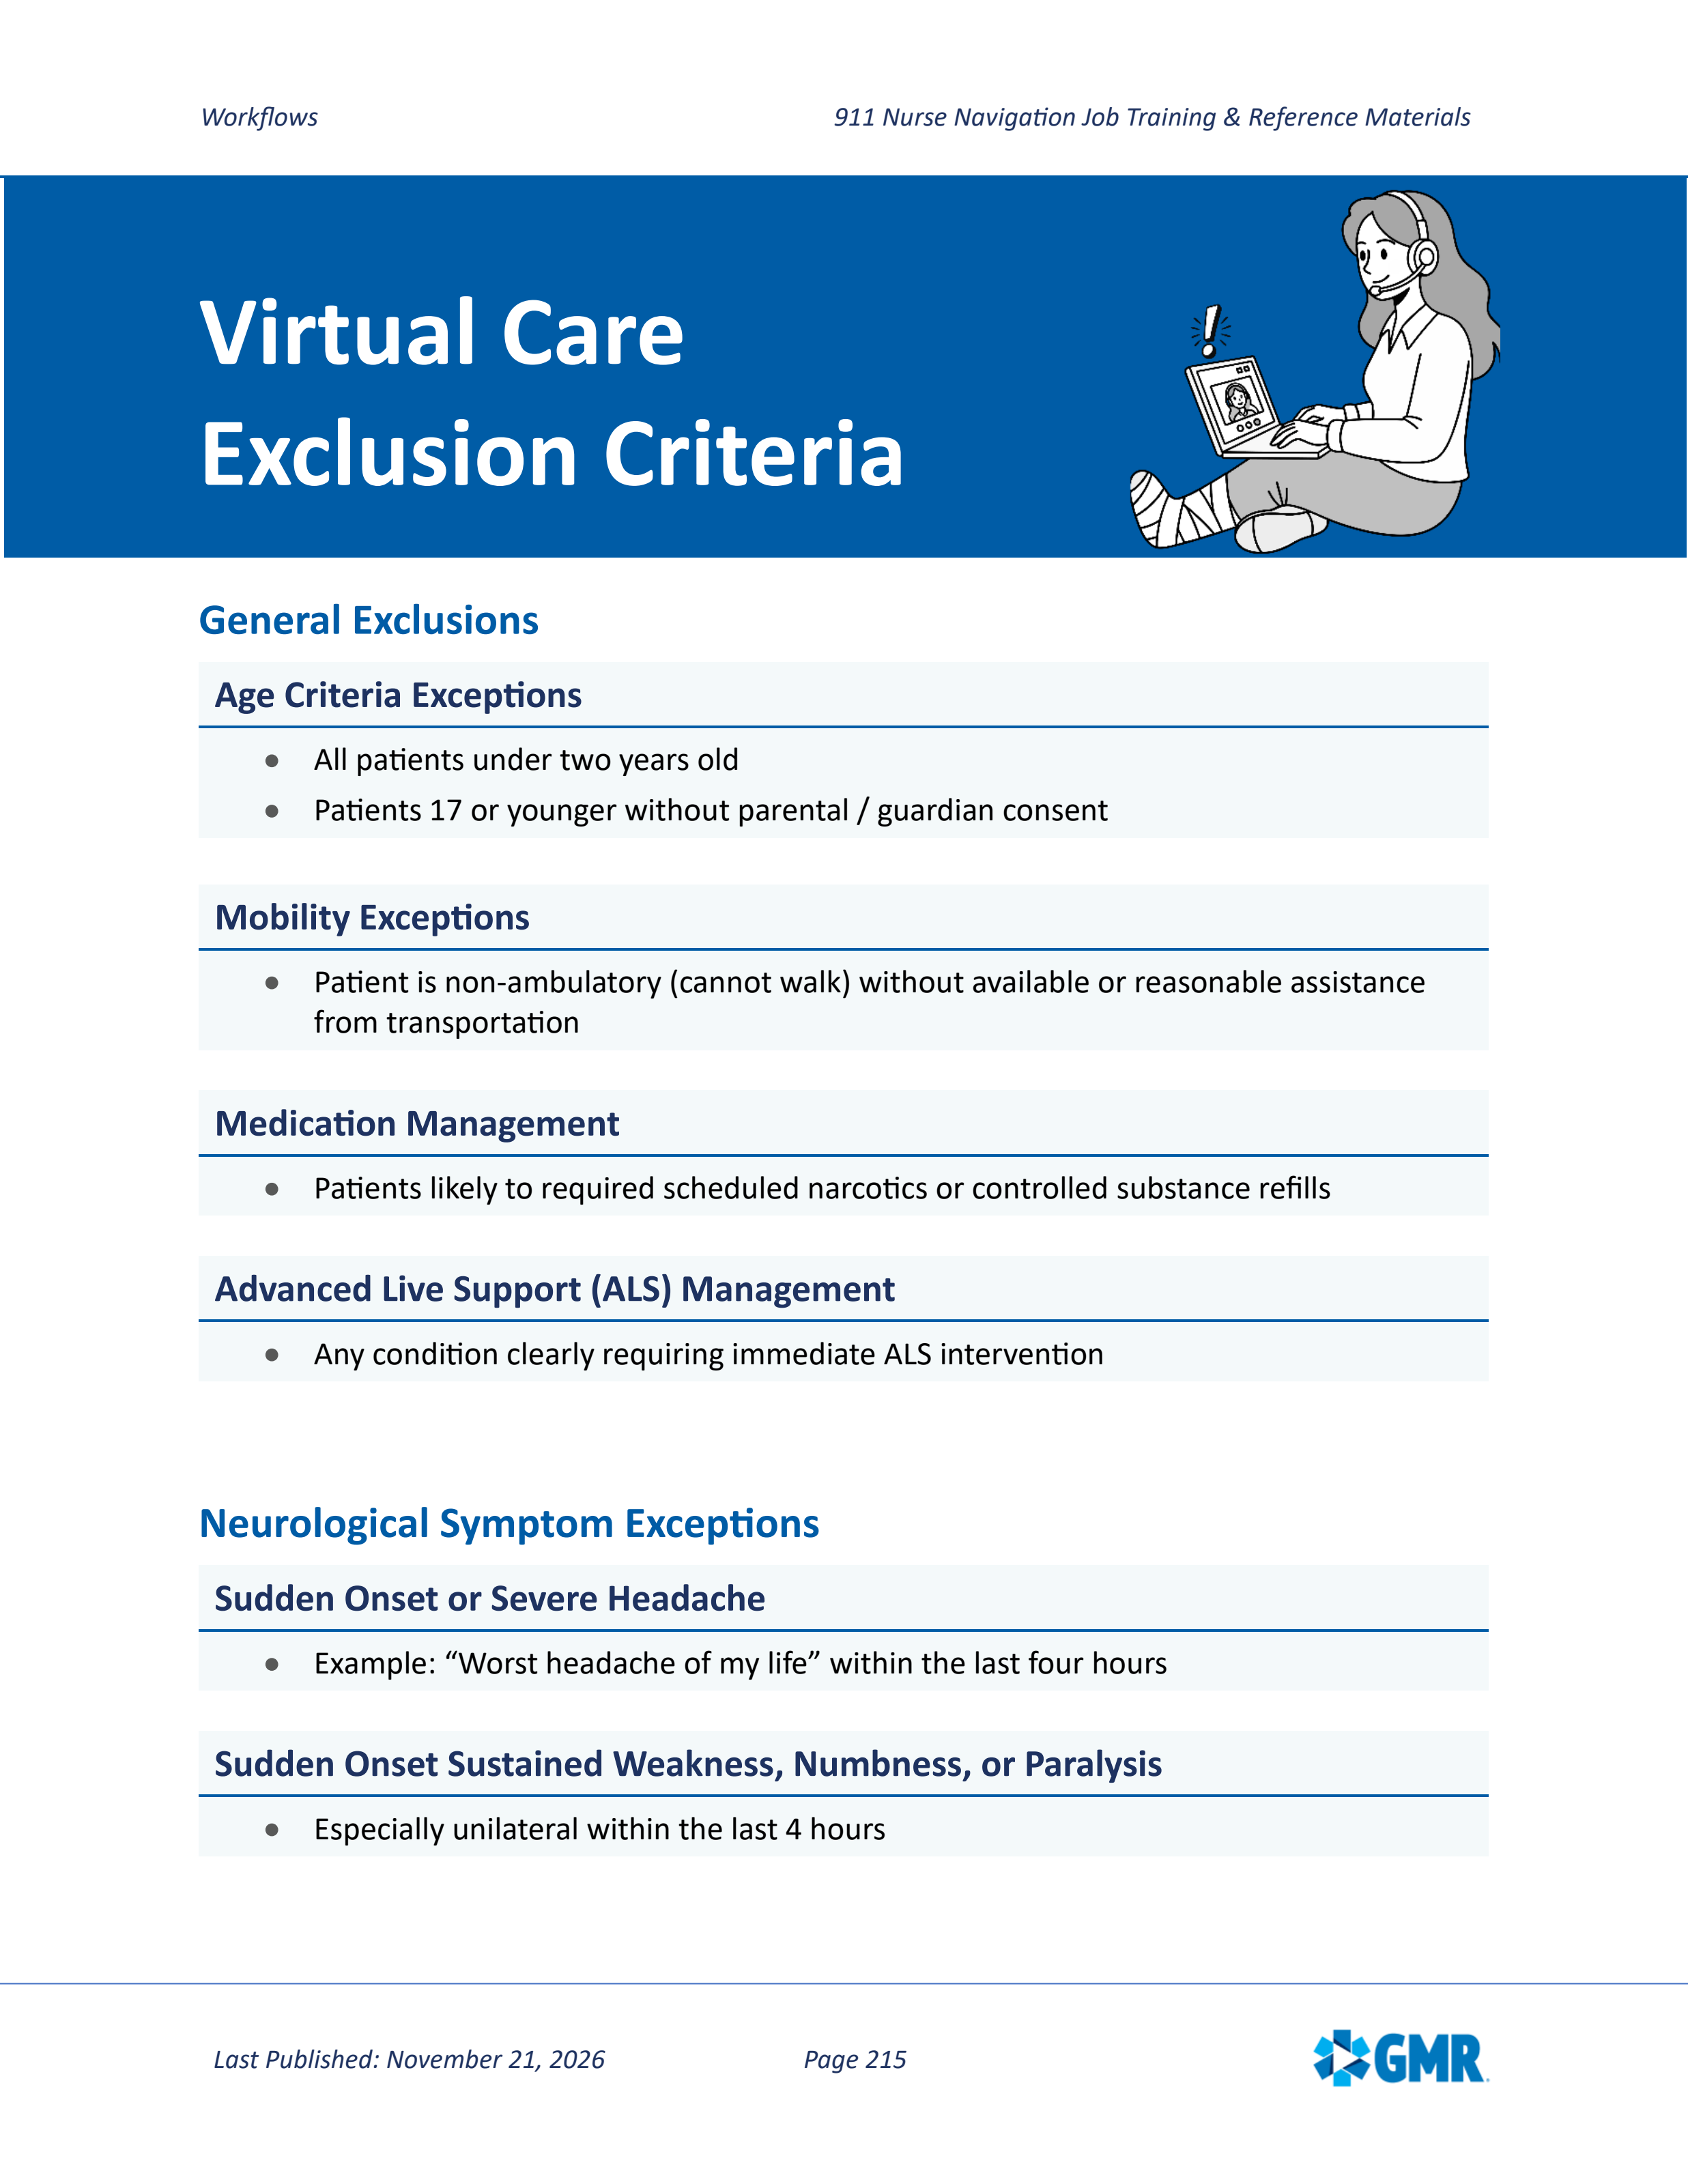 Workflows
911 Nurse Navigation Job Training & Reference Materials
Virtual Care
Exclusion Criteria
General Exclusions
Age Criteria Exceptions
● All patients under two years old
● Patients 17 or younger without parental / guardian consent
Mobility Exceptions
● Patient is non-ambulatory (cannot walk) without available or reasonable assistance
from transportation
Medication Management
● Patients likely to required scheduled narcotics or controlled substance refills
Advanced Live Support (ALS) Management
● Any condition clearly requiring immediate ALS intervention
Neurological Symptom Exceptions
Sudden Onset or Severe Headache
● Example: “Worst headache of my life” within the last four hours
Sudden Onset Sustained Weakness, Numbness, or Paralysis
● Especially unilateral within the last 4 hours
Last Published: November 21, 2026
Page 215
GMR